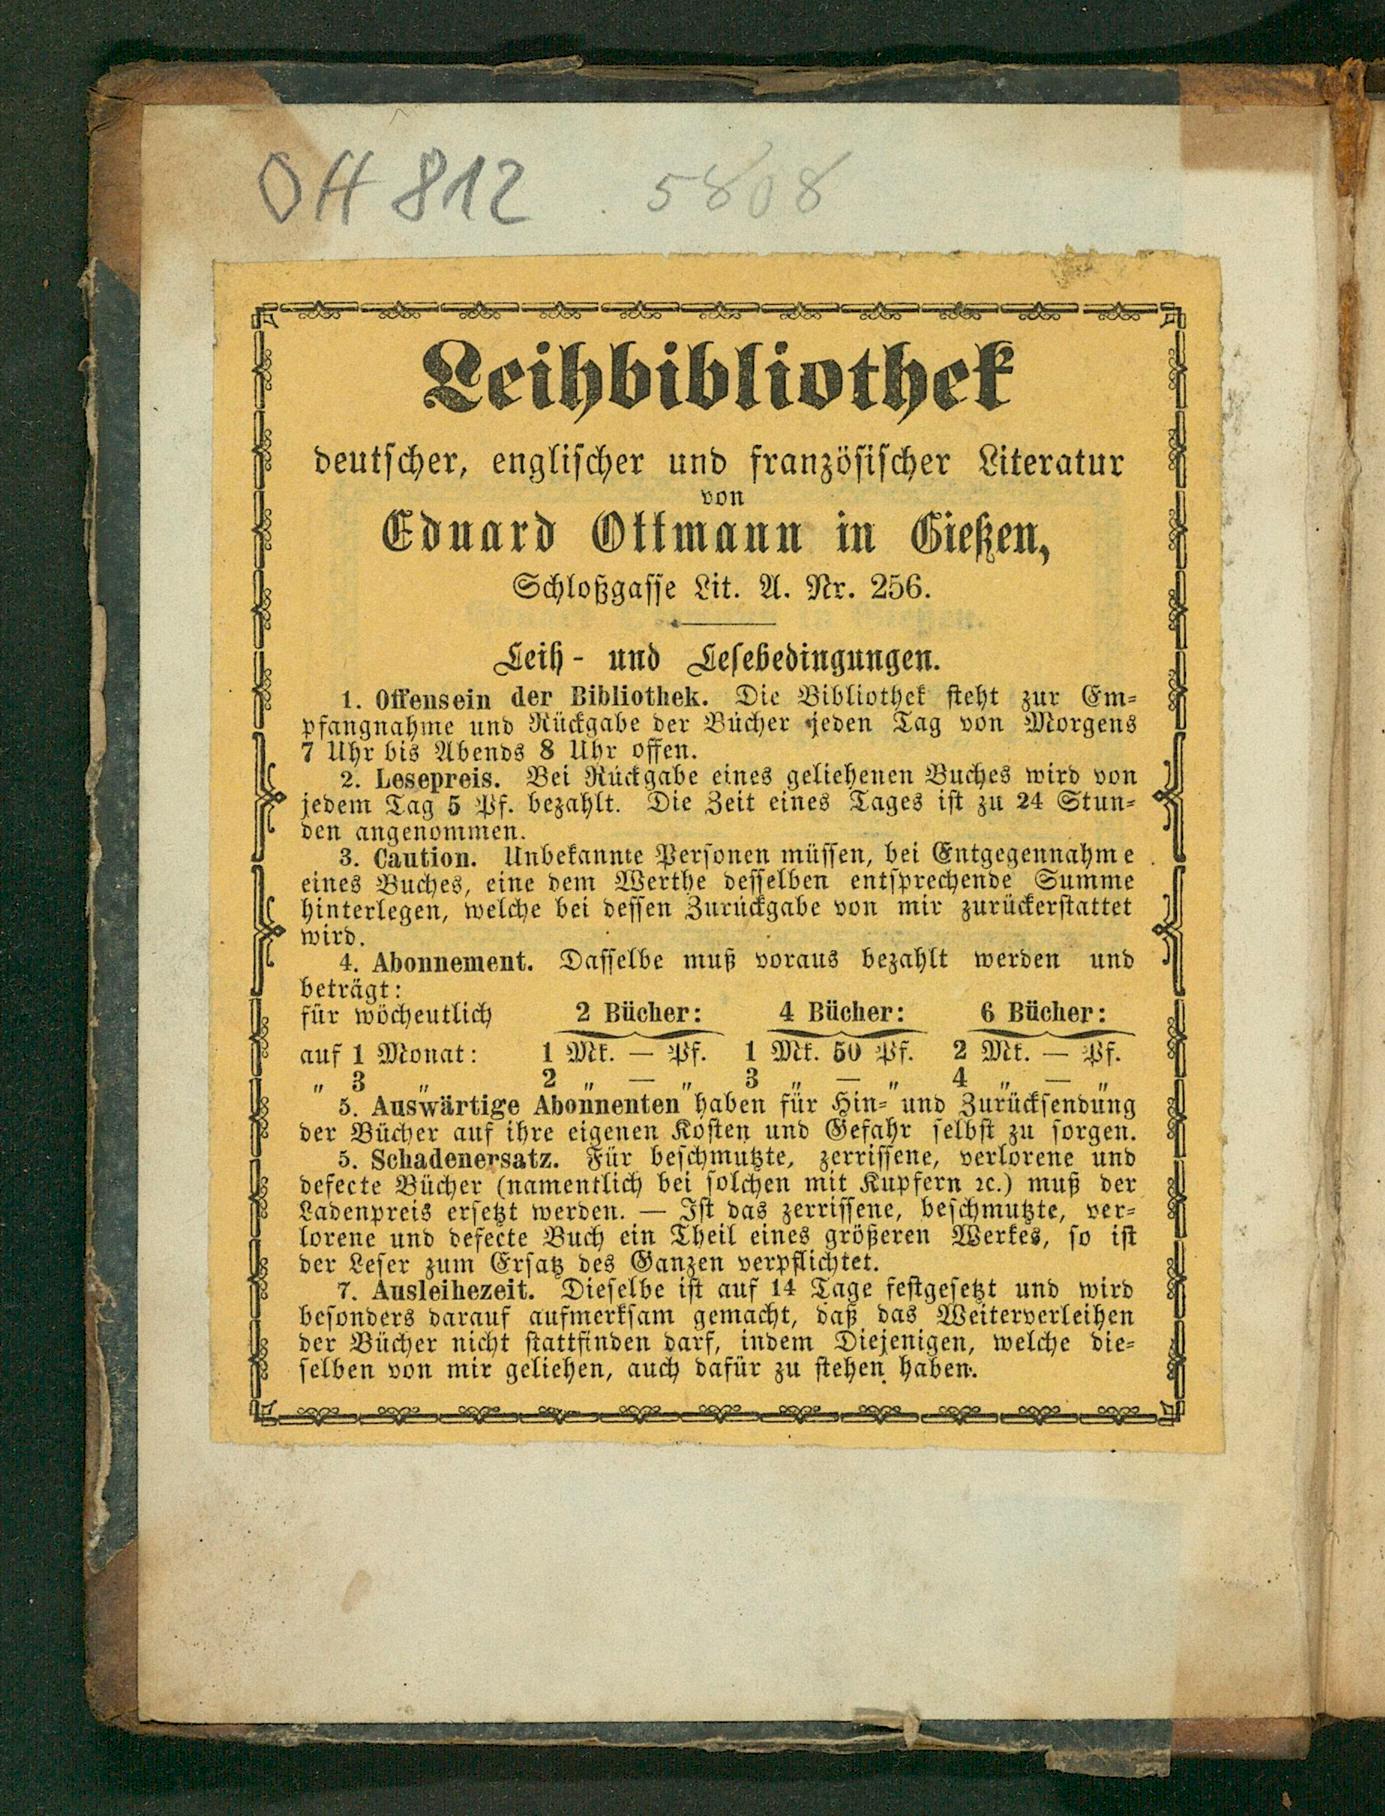 OH 812 5808
Leihbibliothek
deutscher, englischer und französischer Literatur
von
Eduard Ottmann in Gießen,
Schloßgasse Lit. A. Nr. 256.
Leih- und Lesebedingungen.
1. Offensein der Bibliothek. Die Bibliothek steht zur Em-
pfangnahme und Rückgabe der Bücher jeden Tag von Morgens
7 Uhr bis Abends 8 Uhr offen.
2. Lesepreis. Bei Rückgabe eines geliehenen Buches wird von
jedem Tag 5 Pf. bezahlt. Die Zeit eines Tages ist zu 24 Stun-
den angenommen.
3. Caution. Unbekannte Personen müssen, bei Entgegennahme
eines Buches, eine dem Werthe desselben entsprechende Summe
hinterlegen, welche bei dessen Zurückgabe von mir zurückerstattet
wird.
4. Abonnement. Dasselbe muß voraus bezahlt werden und
beträgt:
für wöchentlich 2 Bücher: 4 Bücher: 6 Bücher:
auf 1 Monat: 1 Mk. — Pf. 1 Mk. 50 Pf. 2 Mk. — Pf.
„ 3 „ 2 „ — „ 3 „ — „ 4 „ — „
5. Auswärtige Abonnenten haben für Hin- und Zurücksendung
der Bücher auf ihre eigenen Kosten und Gefahr selbst zu sorgen.
5. Schadenersatz. Für beschmutzte, zerrissene, verlorene und
defecte Bücher (namentlich bei solchen mit Kupfern ꝛc.) muß der
Ladenpreis ersetzt werden. — Ist das zerrissene, beschmutzte, ver-
lorene und defecte Buch ein Theil eines größeren Werkes, so ist
der Leser zum Ersatz des Ganzen verpflichtet.
7. Ausleihezeit. Dieselbe ist auf 14 Tage festgesetzt und wird
besonders darauf aufmerksam gemacht, daß das Weiterverleihen
der Bücher nicht stattfinden darf, indem Diejenigen, welche die-
selben von mir geliehen, auch dafür zu stehen haben.